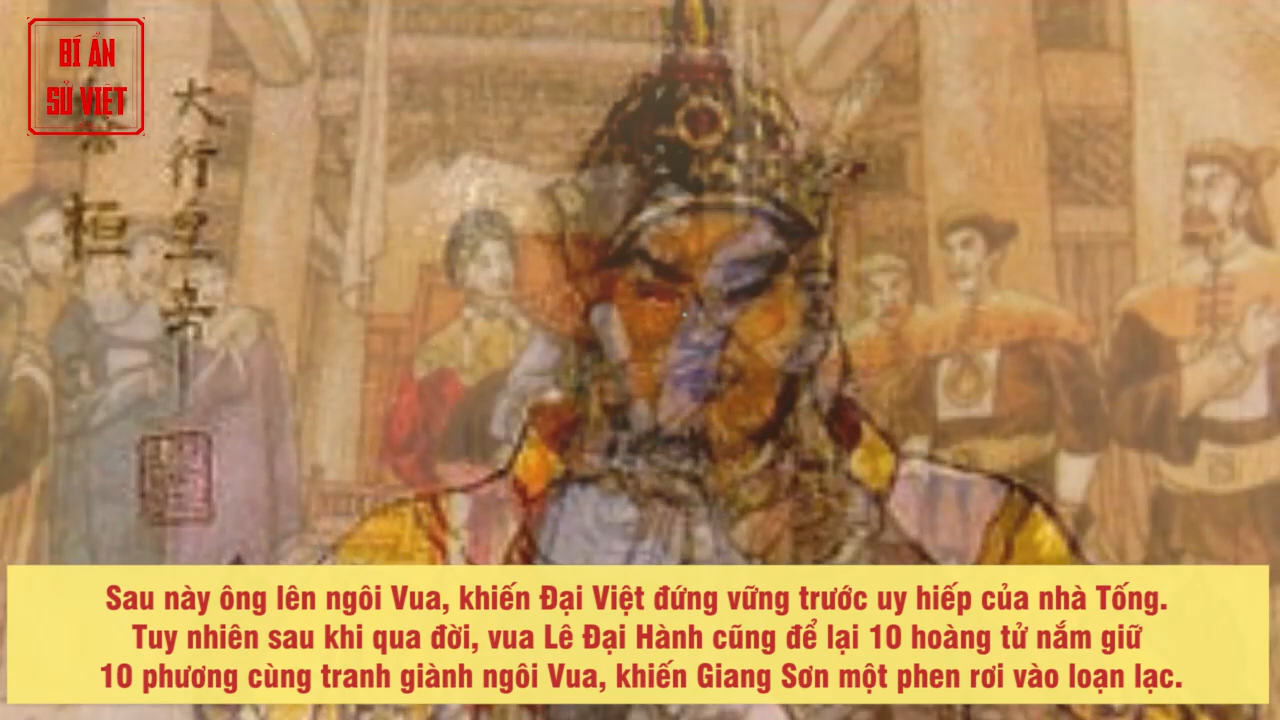 BÍ ẨN
SỬ VIỆT
大行皇帝
桓
Sau này ông lên ngôi Vua, khiến Đại Việt đứng vững trước uy hiếp của nhà Tống.
Tuy nhiên sau khi qua đời, vua Lê Đại Hành cũng để lại 10 hoàng tử nắm giữ
10 phương cùng tranh giành ngôi Vua, khiến Giang Sơn một phen rơi vào loạn lạc.